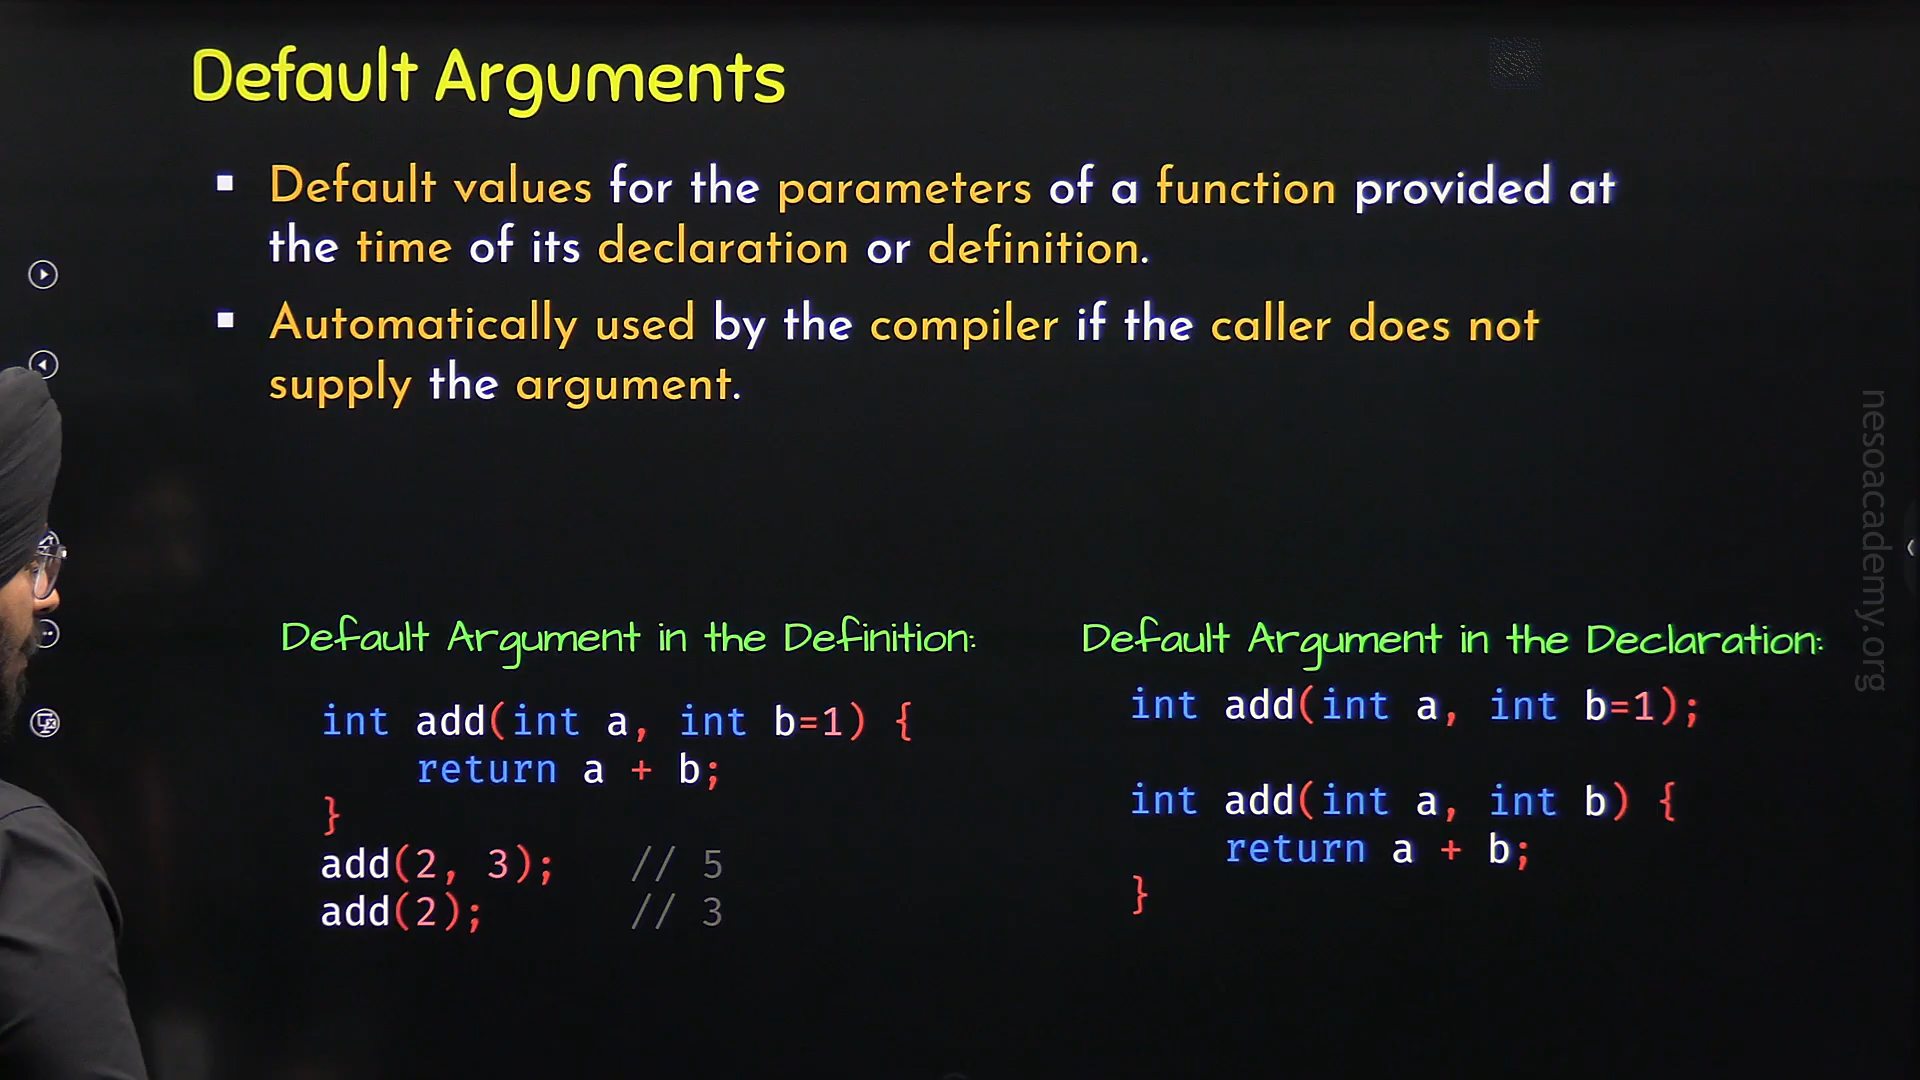 Default Arguments
▪ Default values for the parameters of a function provided at
the time of its declaration or definition.
▪ Automatically used by the compiler if the caller does not
supply the argument.
Default Argument in the Definition:
int add(int a, int b=1) {
    return a + b;
}
add(2, 3);   // 5
add(2);      // 3
Default Argument in the Declaration:
int add(int a, int b=1);
int add(int a, int b) {
    return a + b;
}
nesoacademy.org